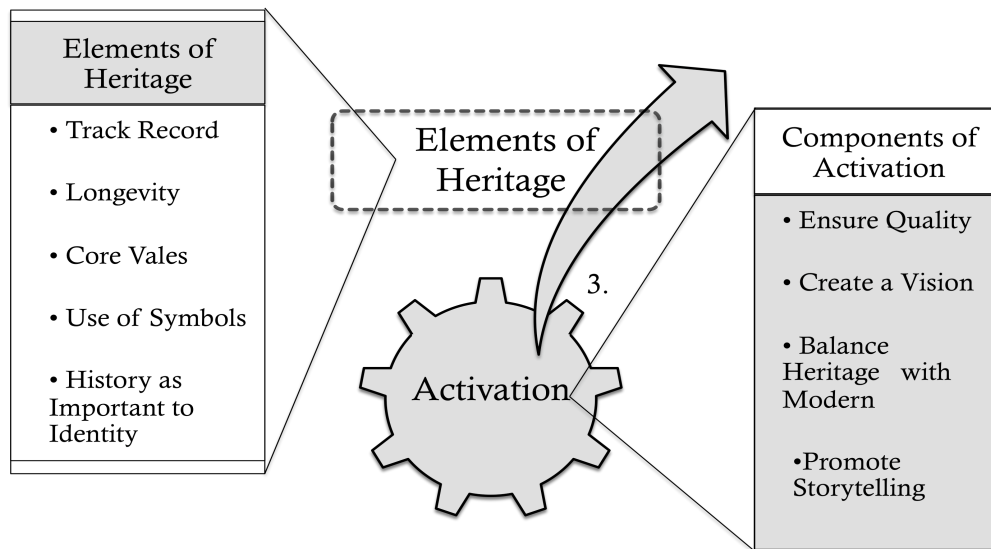 Elements of
Heritage
• Track Record
• Longevity
• Core Vales
• Use of Symbols
• History as
Important to
Identity
Elements of
Heritage
3.
Activation
Components of
Activation
• Ensure Quality
• Create a Vision
• Balance
Heritage with
Modern
•Promote
Storytelling